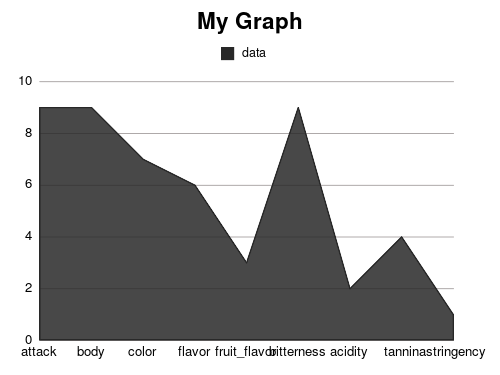 My Graph
data
10
8
6
4
2
0
attack body color flavor fruit_flavor bitterness acidity tannin astringency